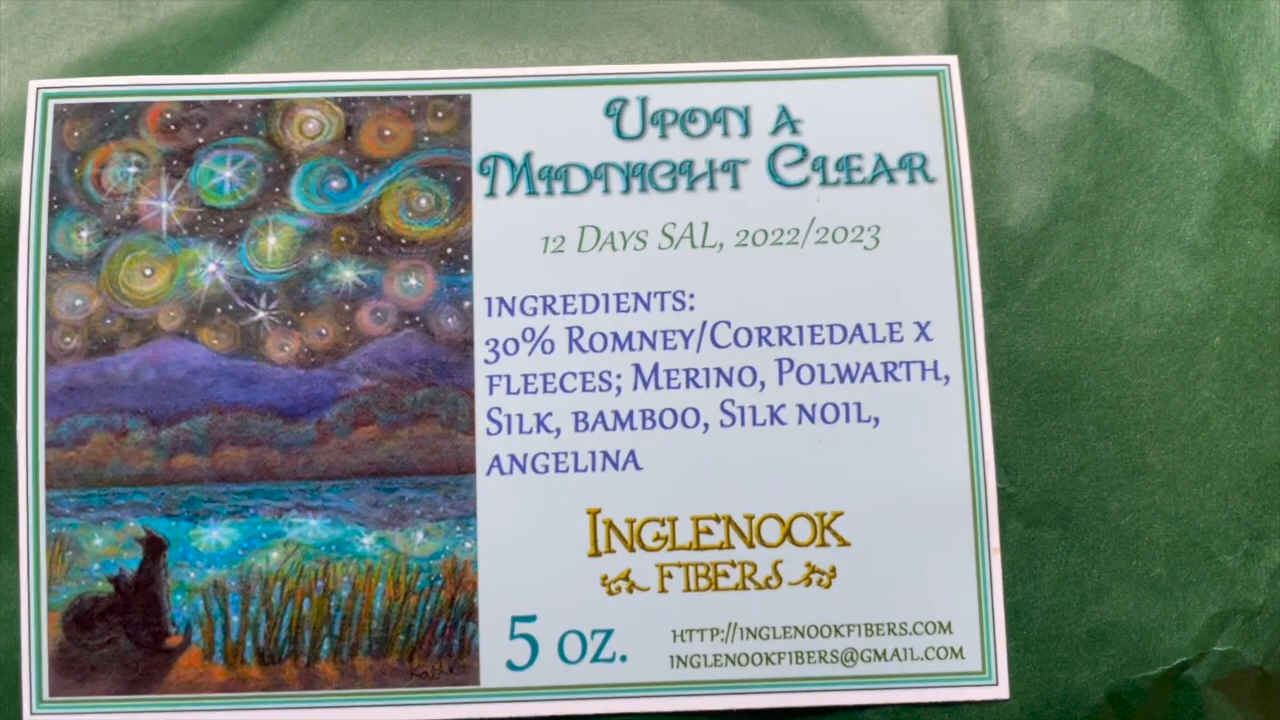 Upon a
Midnight Clear
12 Days SAL, 2022/2023
Ingredients:
30% Romney/Corriedale x
fleeces; Merino, Polwarth,
Silk, bamboo, Silk noil,
angelina
Inglenook
Fibers
5 oz.
http://inglenookfibers.com
inglenookfibers@gmail.com